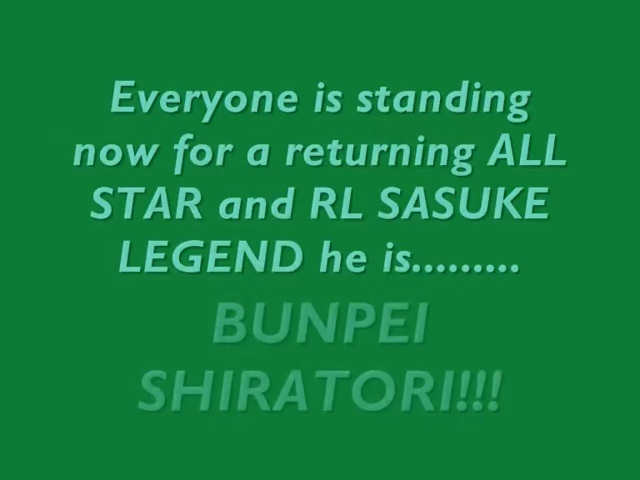 Everyone is standing
now for a returning ALL
STAR and RL SASUKE
LEGEND he is.........
BUNPEI
SHIRATORI!!!